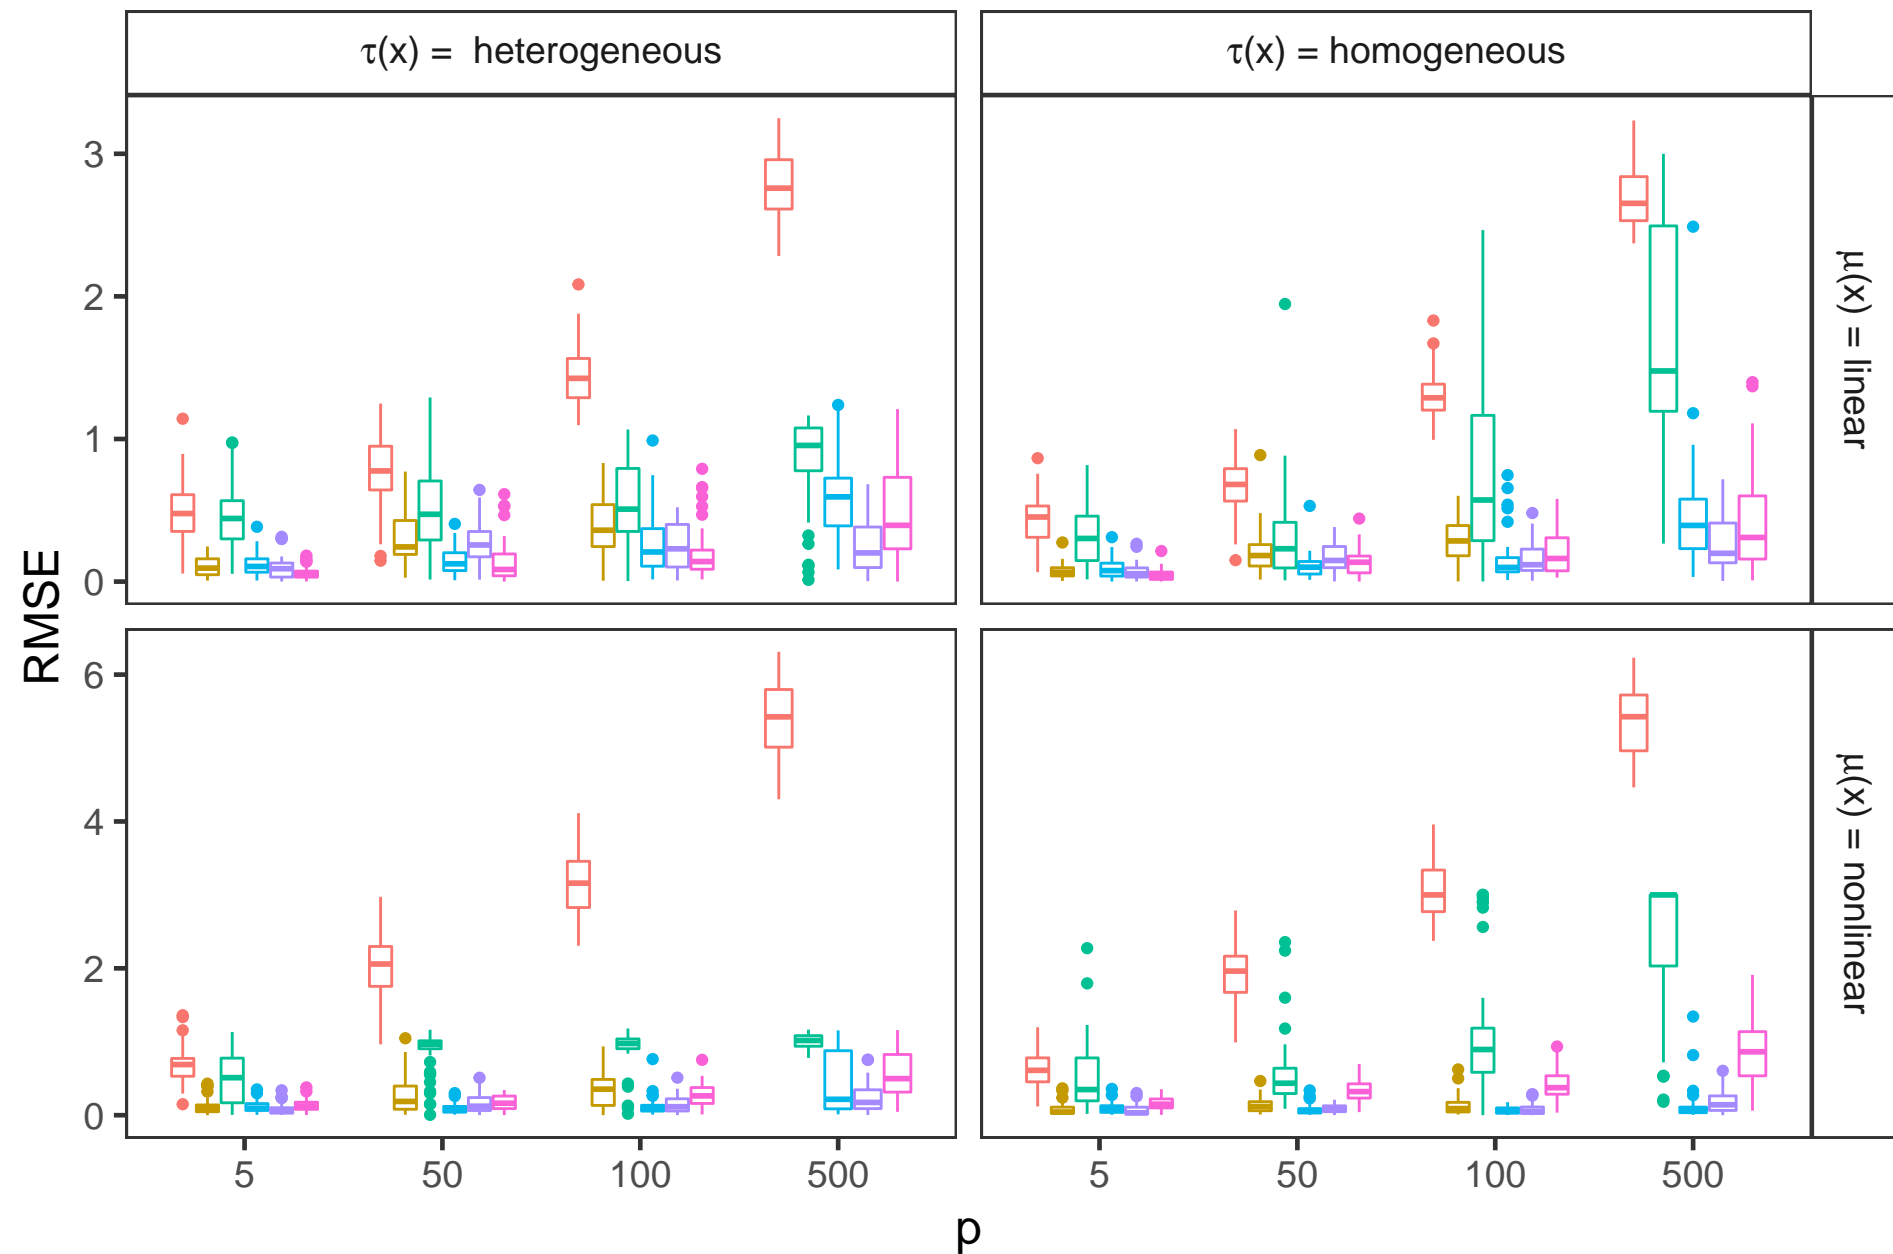 τ(x) = heterogeneous
τ(x) = homogeneous
3
2
1
0
μ(x) = linear
RMSE
6
4
2
0
μ(x) = nonlinear
5
50
100
500
5
50
100
500
p